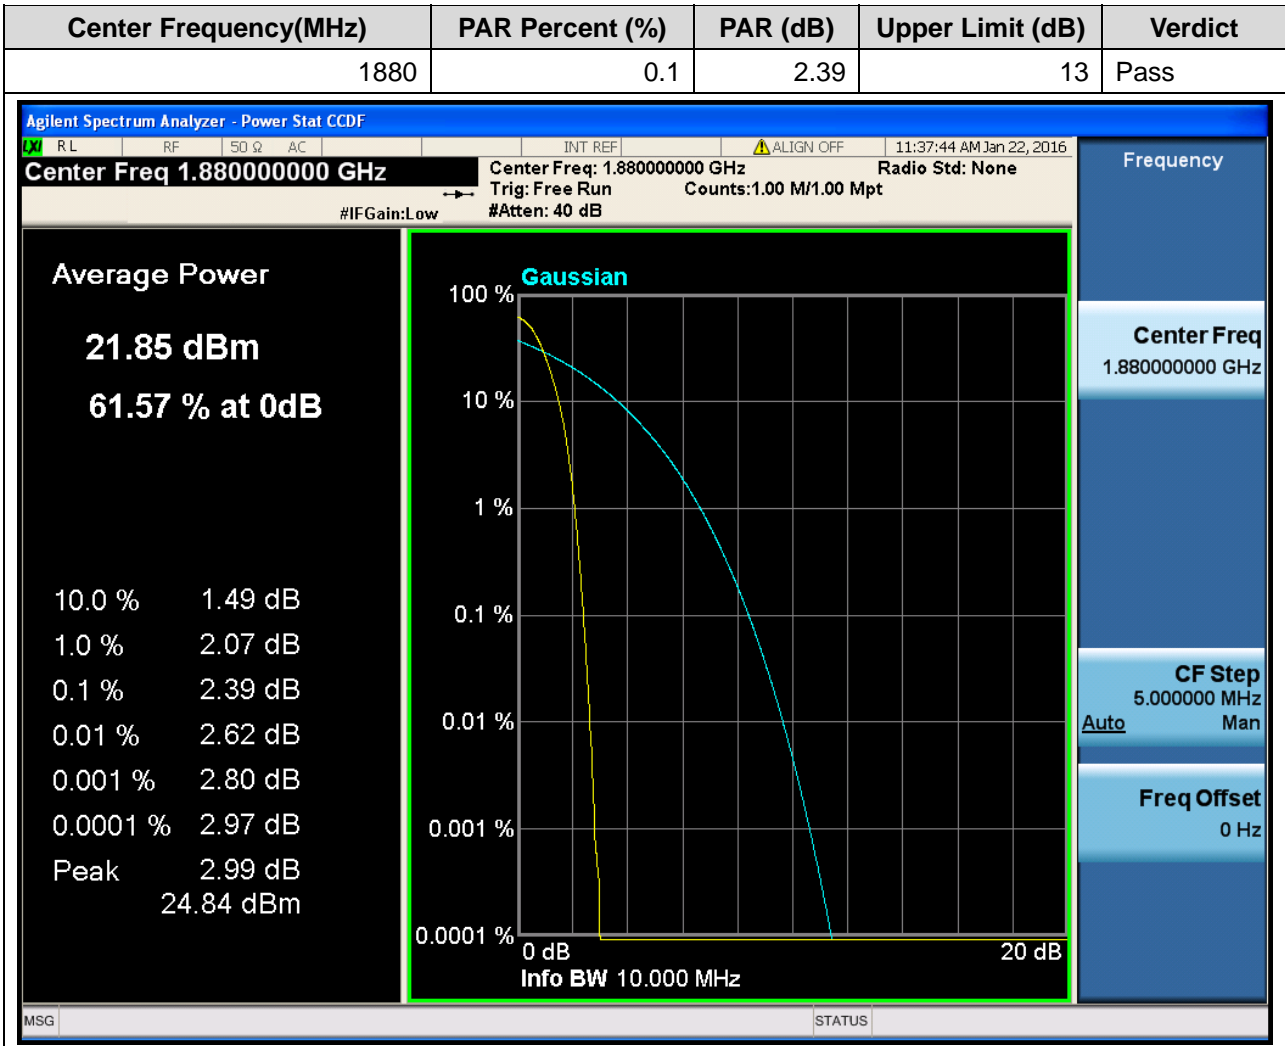 Center Frequency(MHz) PAR Percent (%) PAR (dB) Upper Limit (dB) Verdict
1880 0.1 2.39 13 Pass
Agilent Spectrum Analyzer - Power Stat CCDF
LXI RL RF 50 Ω AC INT REF ALIGN OFF 11:37:44 AM Jan 22, 2016
Center Freq 1.880000000 GHz
Center Freq: 1.880000000 GHz Radio Std: None
Trig: Free Run Counts:1.00 M/1.00 Mpt
#IFGain:Low #Atten: 40 dB
Average Power
21.85 dBm
61.57 % at 0dB
10.0 % 1.49 dB
1.0 % 2.07 dB
0.1 % 2.39 dB
0.01 % 2.62 dB
0.001 % 2.80 dB
0.0001 % 2.97 dB
Peak 2.99 dB
24.84 dBm
Gaussian
100 %
10 %
1 %
0.1 %
0.01 %
0.001 %
0.0001 %
0 dB 20 dB
Info BW 10.000 MHz
Frequency
Center Freq
1.880000000 GHz
CF Step
5.000000 MHz
Auto Man
Freq Offset
0 Hz
MSG STATUS